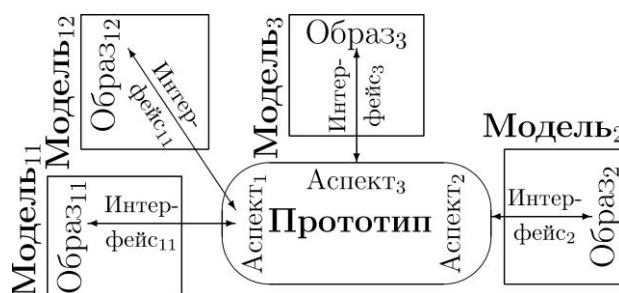 Модель₁₂
Образ₁₂
Интер-
фейс₁₁
Модель₃
Образ₃
Интер-
фейс₃
Модель₂
Образ₂
Интер-
фейс₂
Модель₁₁
Образ₁₁
Интер-
фейс₁₁
Аспект₁
Аспект₃
Аспект₂
Прототип